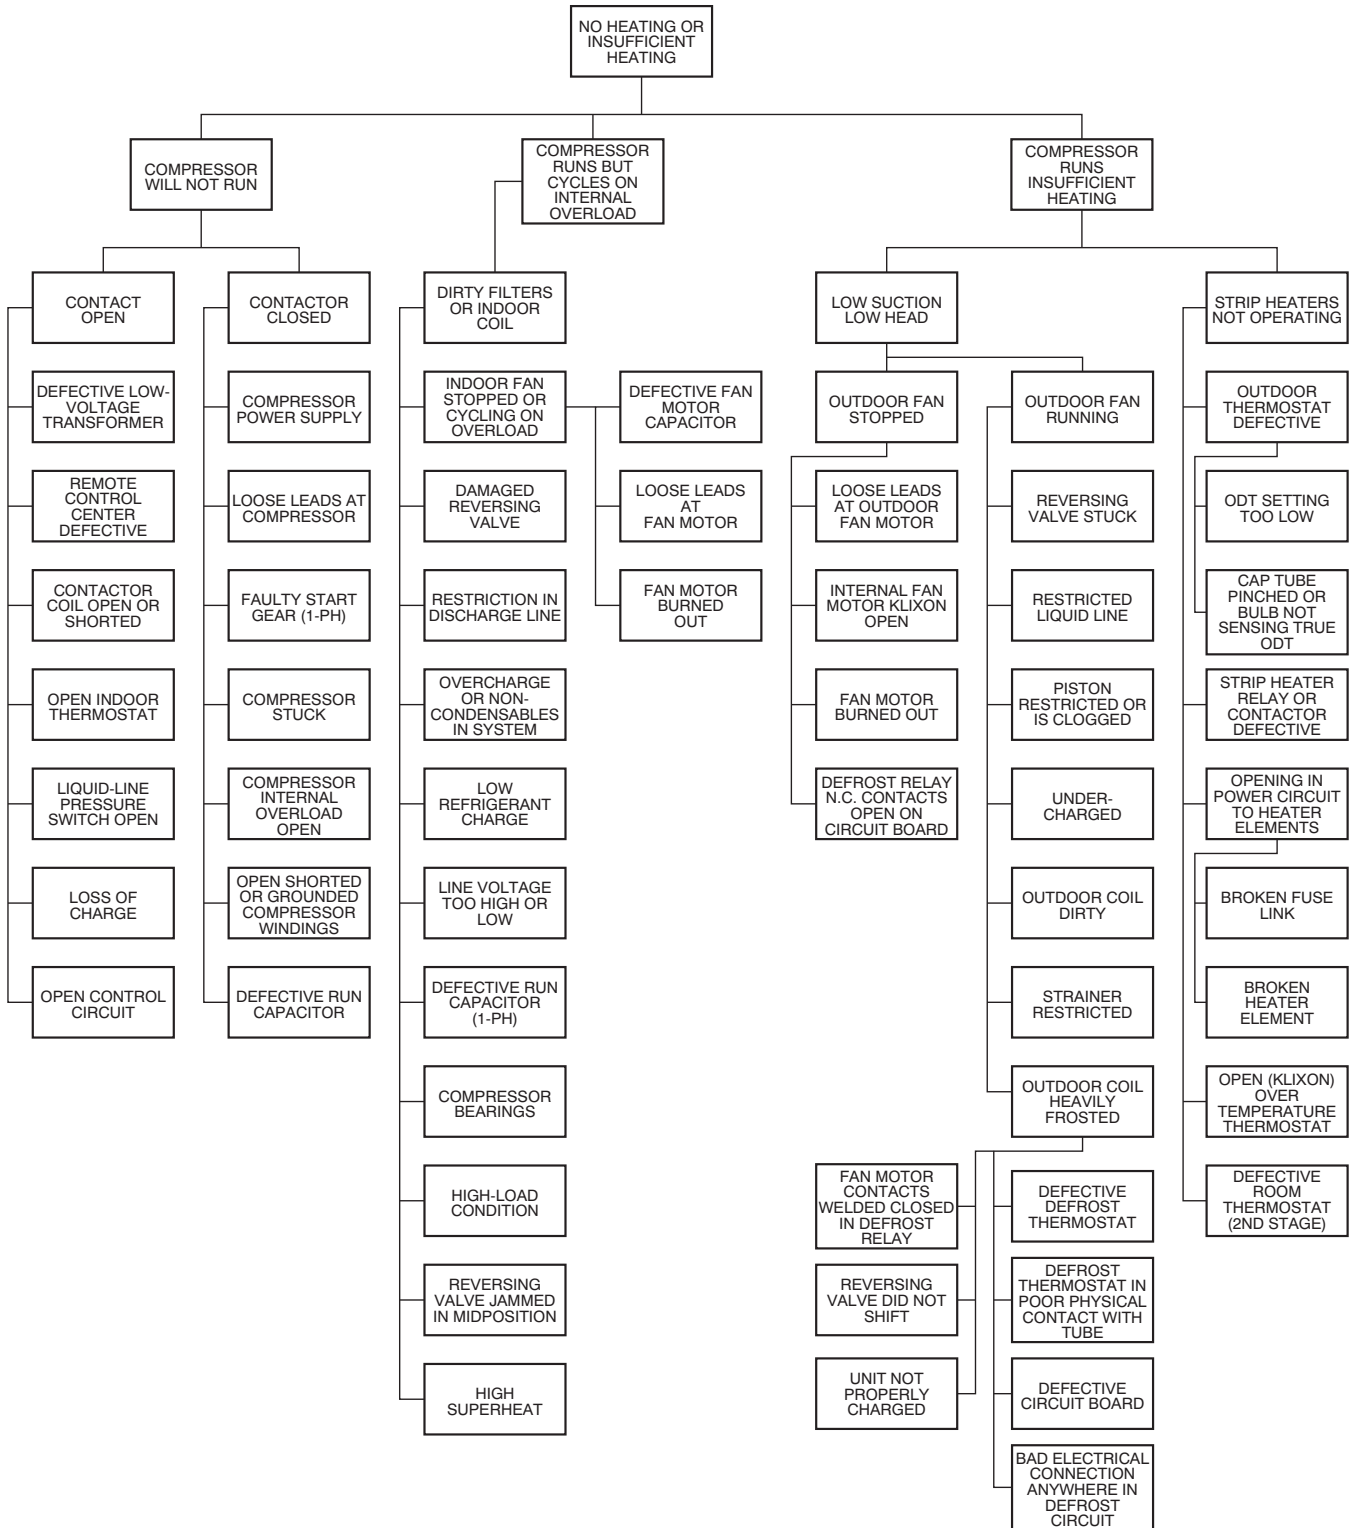 NO HEATING OR
INSUFFICIENT
HEATING
COMPRESSOR
WILL NOT RUN
COMPRESSOR
RUNS BUT
CYCLES ON
INTERNAL
OVERLOAD
COMPRESSOR
RUNS
INSUFFICIENT
HEATING
CONTACT
OPEN
DEFECTIVE LOW-
VOLTAGE
TRANSFORMER
REMOTE
CONTROL
CENTER
DEFECTIVE
CONTACTOR
COIL OPEN OR
SHORTED
OPEN INDOOR
THERMOSTAT
LIQUID-LINE
PRESSURE
SWITCH OPEN
LOSS OF
CHARGE
OPEN CONTROL
CIRCUIT
CONTACTOR
CLOSED
COMPRESSOR
POWER SUPPLY
LOOSE LEADS AT
COMPRESSOR
FAULTY START
GEAR (1-PH)
COMPRESSOR
STUCK
COMPRESSOR
INTERNAL
OVERLOAD
OPEN
OPEN SHORTED
OR GROUNDED
COMPRESSOR
WINDINGS
DEFECTIVE RUN
CAPACITOR
DIRTY FILTERS
OR INDOOR
COIL
INDOOR FAN
STOPPED OR
CYCLING ON
OVERLOAD
DAMAGED
REVERSING
VALVE
RESTRICTION IN
DISCHARGE LINE
OVERCHARGE
OR NON-
CONDENSABLES
IN SYSTEM
LOW
REFRIGERANT
CHARGE
LINE VOLTAGE
TOO HIGH OR
LOW
DEFECTIVE RUN
CAPACITOR
(1-PH)
COMPRESSOR
BEARINGS
HIGH-LOAD
CONDITION
REVERSING
VALVE JAMMED
IN MIDPOSITION
HIGH
SUPERHEAT
DEFECTIVE FAN
MOTOR
CAPACITOR
LOOSE LEADS
AT
FAN MOTOR
FAN MOTOR
BURNED
OUT
LOW SUCTION
LOW HEAD
OUTDOOR FAN
STOPPED
LOOSE LEADS
AT OUTDOOR
FAN MOTOR
INTERNAL FAN
MOTOR KLIXON
OPEN
FAN MOTOR
BURNED OUT
DEFROST RELAY
N.C. CONTACTS
OPEN ON
CIRCUIT BOARD
OUTDOOR FAN
RUNNING
REVERSING
VALVE STUCK
RESTRICTED
LIQUID LINE
PISTON
RESTRICTED OR
IS CLOGGED
UNDER-
CHARGED
OUTDOOR COIL
DIRTY
STRAINER
RESTRICTED
OUTDOOR COIL
HEAVILY
FROSTED
FAN MOTOR
CONTACTS
WELDED CLOSED
IN DEFROST
RELAY
REVERSING
VALVE DID NOT
SHIFT
UNIT NOT
PROPERLY
CHARGED
DEFECTIVE
DEFROST
THERMOSTAT
DEFROST
THERMOSTAT IN
POOR PHYSICAL
CONTACT WITH
TUBE
DEFECTIVE
CIRCUIT BOARD
BAD ELECTRICAL
CONNECTION
ANYWHERE IN
DEFROST
CIRCUIT
STRIP HEATERS
NOT OPERATING
OUTDOOR
THERMOSTAT
DEFECTIVE
ODT SETTING
TOO LOW
CAP TUBE
PINCHED OR
BULB NOT
SENSING TRUE
ODT
STRIP HEATER
RELAY OR
CONTACTOR
DEFECTIVE
OPENING IN
POWER CIRCUIT
TO HEATER
ELEMENTS
BROKEN FUSE
LINK
BROKEN
HEATER
ELEMENT
OPEN (KLIXON)
OVER
TEMPERATURE
THERMOSTAT
DEFECTIVE
ROOM
THERMOSTAT
(2ND STAGE)